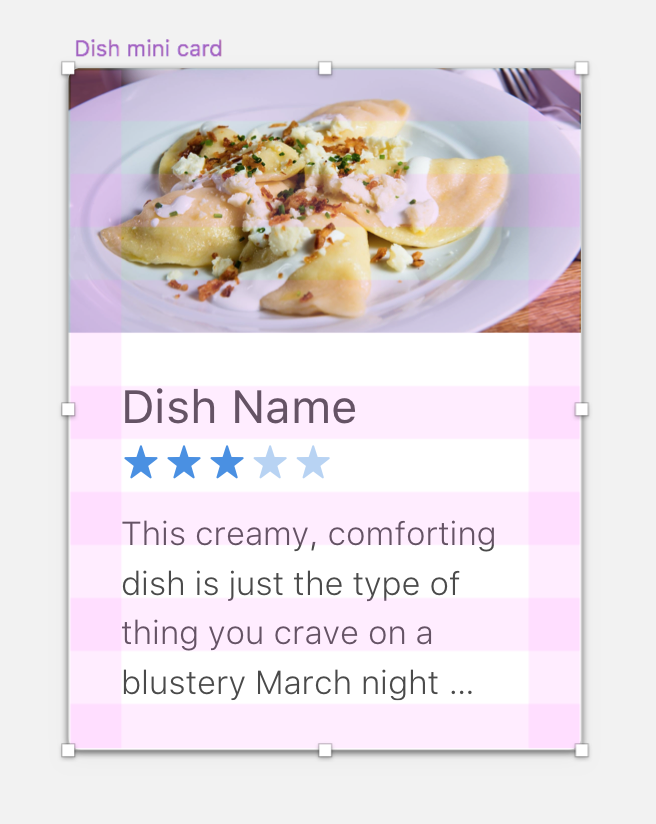 Dish mini card
Dish Name
This creamy, comforting
dish is just the type of
thing you crave on a
blustery March night ...